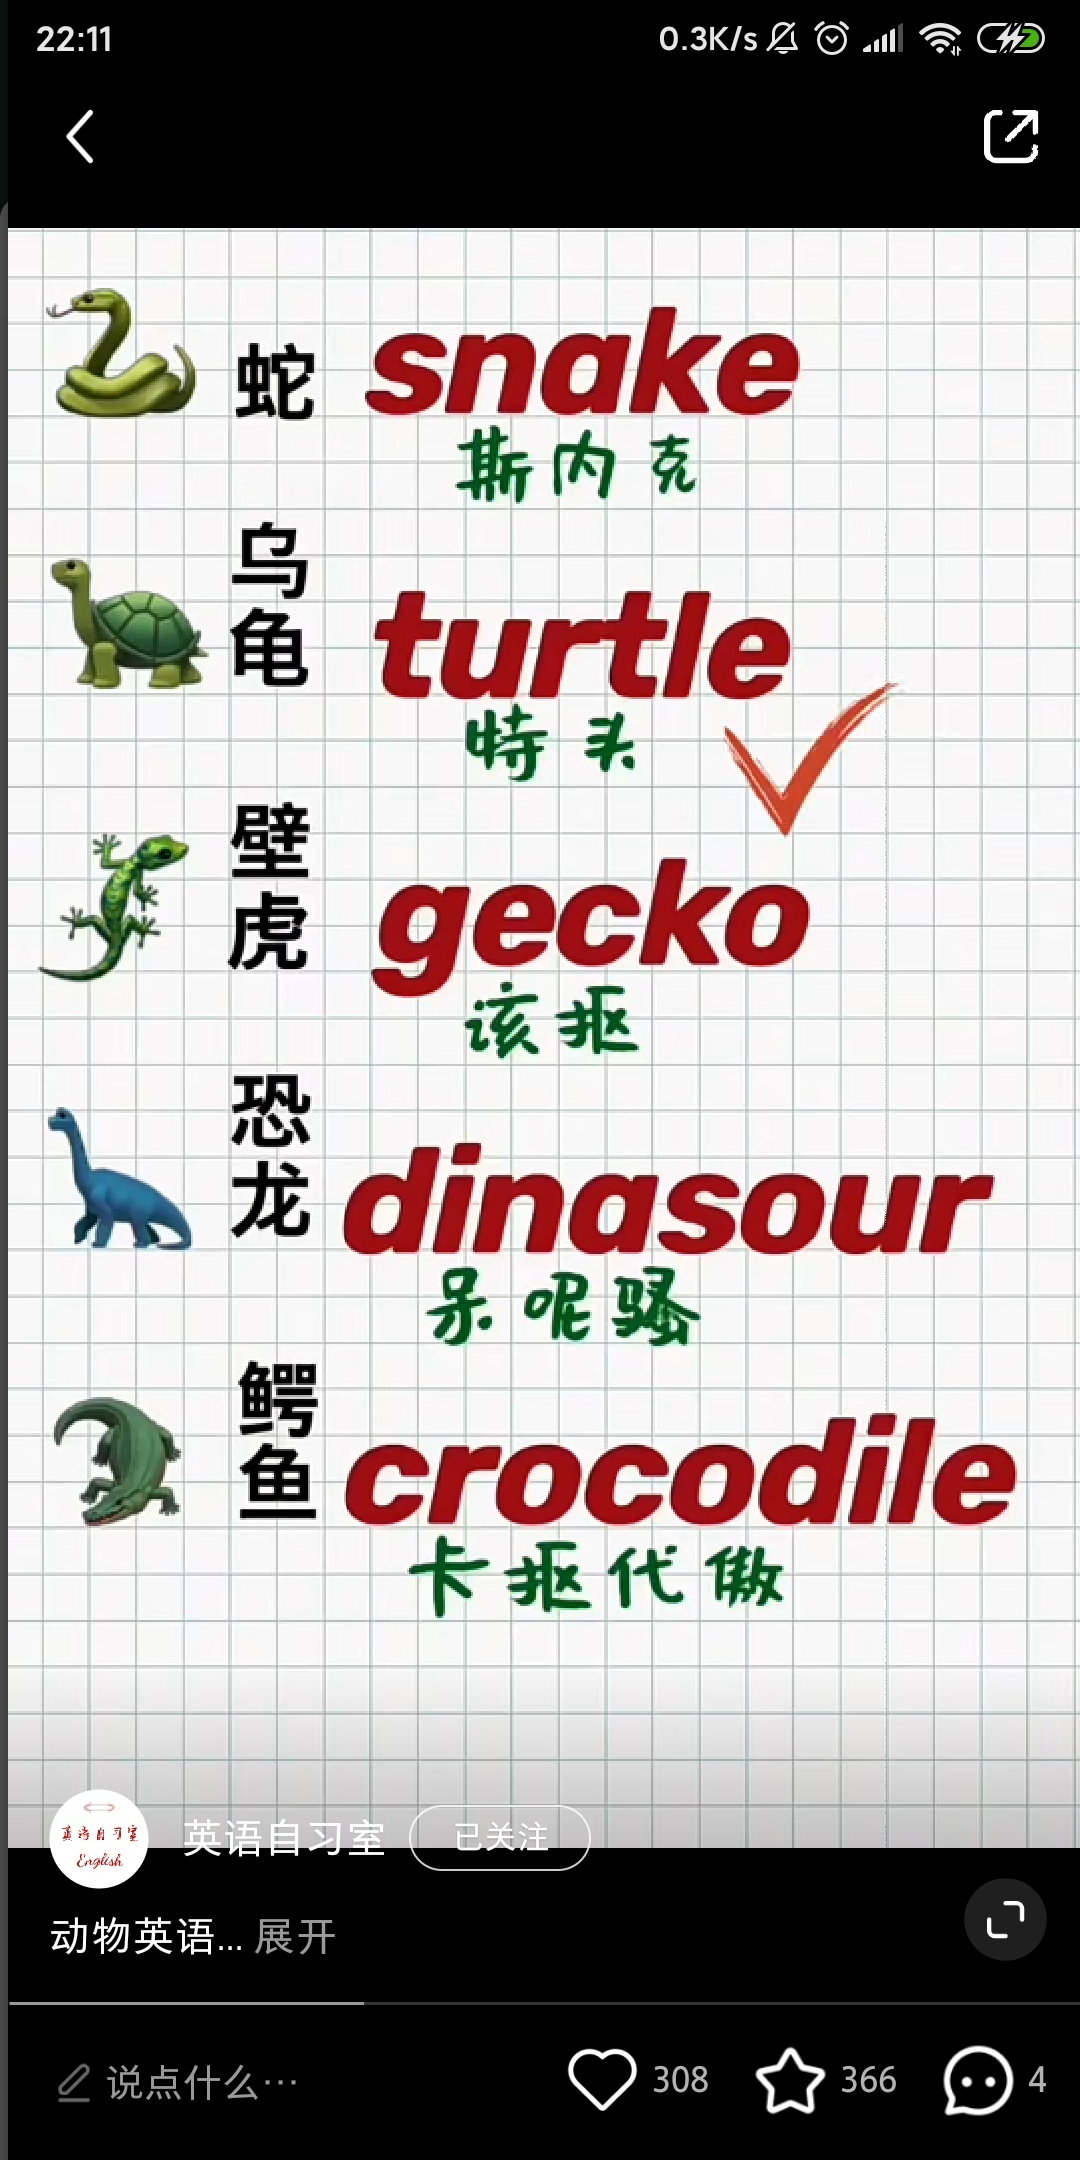 22:11 0.3K/s
蛇 snake
斯内克
乌龟 turtle
特头
壁虎 gecko
该抠
恐龙 dinasour
呆呢骚
鳄鱼 crocodile
卡抠代傲
英语自习室 English
英语自习室 已关注
动物英语... 展开
说点什么... 308 366 4